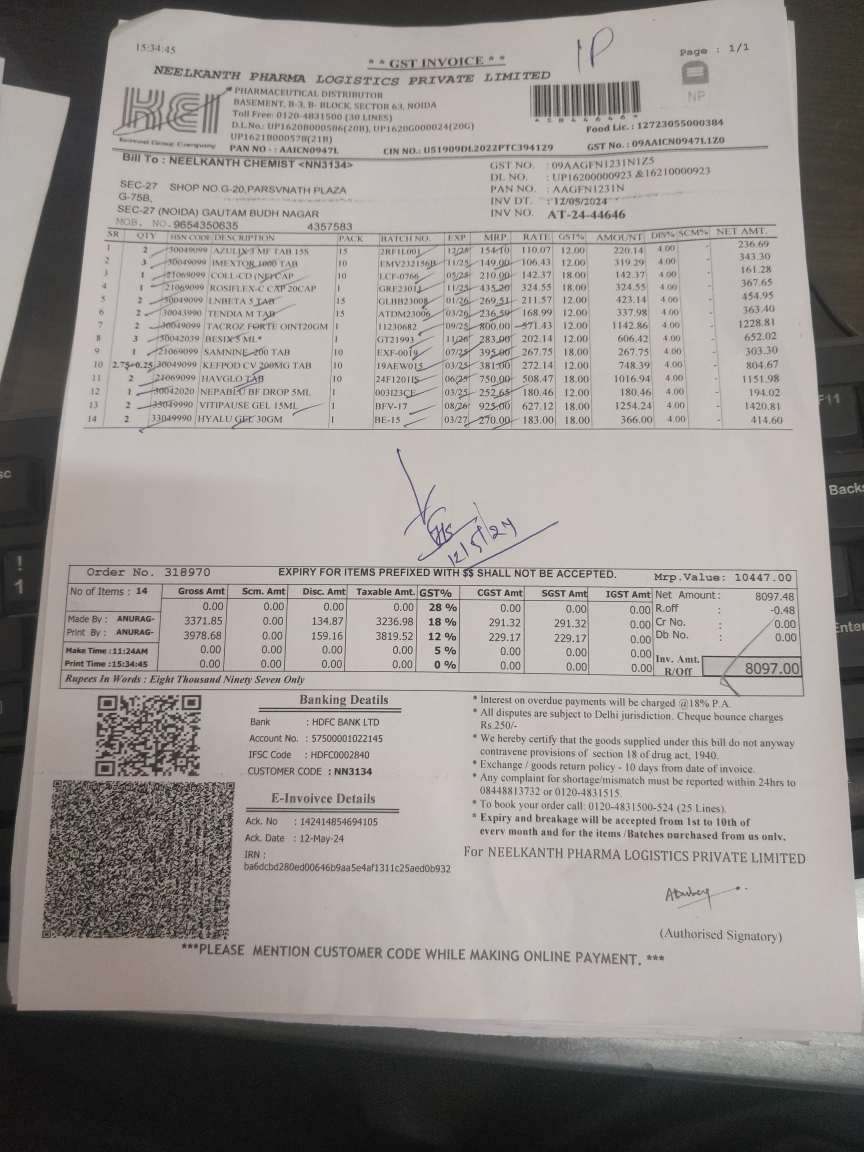 15:34:45
* * GST INVOICE * *
1P
Page : 1/1
NEELKANTH PHARMA LOGISTICS PRIVATE LIMITED
NP
KEI
Keimed Group Company
PHARMACEUTICAL DISTRIBUTOR
BASEMENT, B-3, B- BLOCK, SECTOR 63, NOIDA
Toll Free: 0120-4831500 (30 LINES)
D.L.No.: UP1620B000586(20B), UP1620G000024(20G)
UP1621B000578(21B)
Food Lic. : 12723055000384
PAN NO - : AAICN0947L
CIN NO.: U51909DL2022PTC394129
GST No. : 09AAICN0947L1Z0
Bill To : NEELKANTH CHEMIST <NN3134>
GST NO. : 09AAGFN1231N1Z5
DL NO. : UP16200000923 &16210000923
SEC-27 SHOP NO.G-20,PARSVNATH PLAZA
PAN NO. : AAGFN1231N
G-75B,
INV DT. : 12/05/2024
SEC-27 (NOIDA) GAUTAM BUDH NAGAR
INV NO. AT-24-44646
MOB. NO.9654350635 4357583
SR QTY HSN CODE DESCRIPTION PACK BATCH NO. EXP. MRP. RATE GST% AMOUNT DIS% SCM% NET AMT.
1 2 30049099 AZULIX 3 MF TAB 15S 15 2RF1L001 12/25 154.10 110.07 12.00 220.14 4.00 - 236.69
2 3 30049099 IMEXTOR 1000 TAB 10 EMV232156B 11/25 149.00 106.43 12.00 319.29 4.00 - 343.30
3 1 21069099 COLL-CD (NF) CAP 10 LCF-0766 05/25 210.00 142.37 18.00 142.37 4.00 - 161.28
4 1 21069099 ROSIFLEX-C CAP 20CAP 1 GRE23011 11/25 435.20 324.55 18.00 324.55 4.00 - 367.65
5 2 30049099 LNBETA 5 TAB 15 GLBB23008 01/26 269.51 211.57 12.00 423.14 4.00 - 454.95
6 2 30043990 TENDIA M TAB 15 ATDM23006 03/26 236.59 168.99 12.00 337.98 4.00 - 363.40
7 2 30049099 TACROZ FORTE OINT20GM 1 11230682 09/25 800.00 571.43 12.00 1142.86 4.00 - 1228.81
8 3 30042039 BESIX 5 ML* 1 GT21993 11/26 283.00 202.14 12.00 606.42 4.00 - 652.02
9 1 21069099 SAMNINE 200 TAB 10 EXF-0019 07/25 395.00 267.75 18.00 267.75 4.00 - 303.30
10 2.75+0.25 30049099 KEFPOD CV 200MG TAB 10 19AEW015 03/25 381.00 272.14 12.00 748.39 4.00 - 804.67
11 2 21069099 HAVGLO TAB 10 24F1201IS 06/25 750.00 508.47 18.00 1016.94 4.00 - 1151.98
12 1 30042020 NEPABLU BF DROP 5ML 1 003I23CE 03/25 252.65 180.46 12.00 180.46 4.00 - 194.02
13 2 33049990 VITIPAUSE GEL 15ML 1 BFV-17 08/26 925.00 627.12 18.00 1254.24 4.00 - 1420.81
14 2 33049990 HYALU GEL 30GM 1 BE-15 03/27 270.00 183.00 18.00 366.00 4.00 - 414.60
12/5/24
Order No. 318970 EXPIRY FOR ITEMS PREFIXED WITH $$ SHALL NOT BE ACCEPTED. Mrp.Value: 10447.00
No of Items : 14 Gross Amt Scm. Amt Disc. Amt Taxable Amt. GST% CGST Amt SGST Amt IGST Amt Net Amount: 8097.48
0.00 0.00 0.00 0.00 28 % 0.00 0.00 0.00 R.off : -0.48
Made By : ANURAG- 3371.85 0.00 134.87 3236.98 18 % 291.32 291.32 0.00 Cr No. : 0.00
Print By : ANURAG- 3978.68 0.00 159.16 3819.52 12 % 229.17 229.17 0.00 Db No. : 0.00
Make Time :11:24AM 0.00 0.00 0.00 0.00 5 % 0.00 0.00 0.00
Print Time :15:34:45 0.00 0.00 0.00 0.00 0 % 0.00 0.00 0.00 Inv. Amt. R/Off 8097.00
Rupees In Words : Eight Thousand Ninety Seven Only
Banking Deatils
Bank : HDFC BANK LTD
Account No. : 57500001022145
IFSC Code : HDFC0002840
CUSTOMER CODE : NN3134
E-Invoivce Details
Ack. No : 142414854694105
Ack. Date : 12-May-24
IRN :
ba6dcbd280ed00646b9aa5e4af1311c25aed0b932
* Interest on overdue payments will be charged @18% P.A.
* All disputes are subject to Delhi jurisdiction. Cheque bounce charges
Rs.250/-
* We hereby certify that the goods supplied under this bill do not anyway
contravene provisions of section 18 of drug act, 1940.
* Exchange / goods return policy - 10 days from date of invoice.
* Any complaint for shortage/mismatch must be reported within 24hrs to
08448813732 or 0120-4831515.
* To book your order call: 0120-4831500-524 (25 Lines).
* Expiry and breakage will be accepted from 1st to 10th of
every month and for the items /Batches purchased from us only.
For NEELKANTH PHARMA LOGISTICS PRIVATE LIMITED
(Authorised Signatory)
***PLEASE MENTION CUSTOMER CODE WHILE MAKING ONLINE PAYMENT. ***
sc
!
1
F11
Backs
Enter